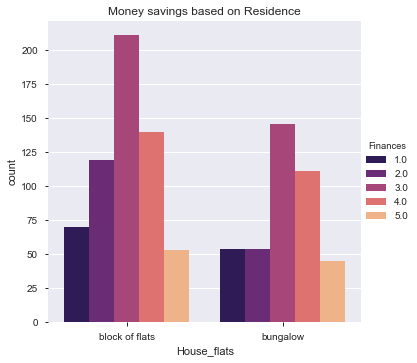 Money savings based on Residence
200
175
150
125
100
75
50
25
0
count
block of flats
bungalow
House_flats
Finances
1.0
2.0
3.0
4.0
5.0